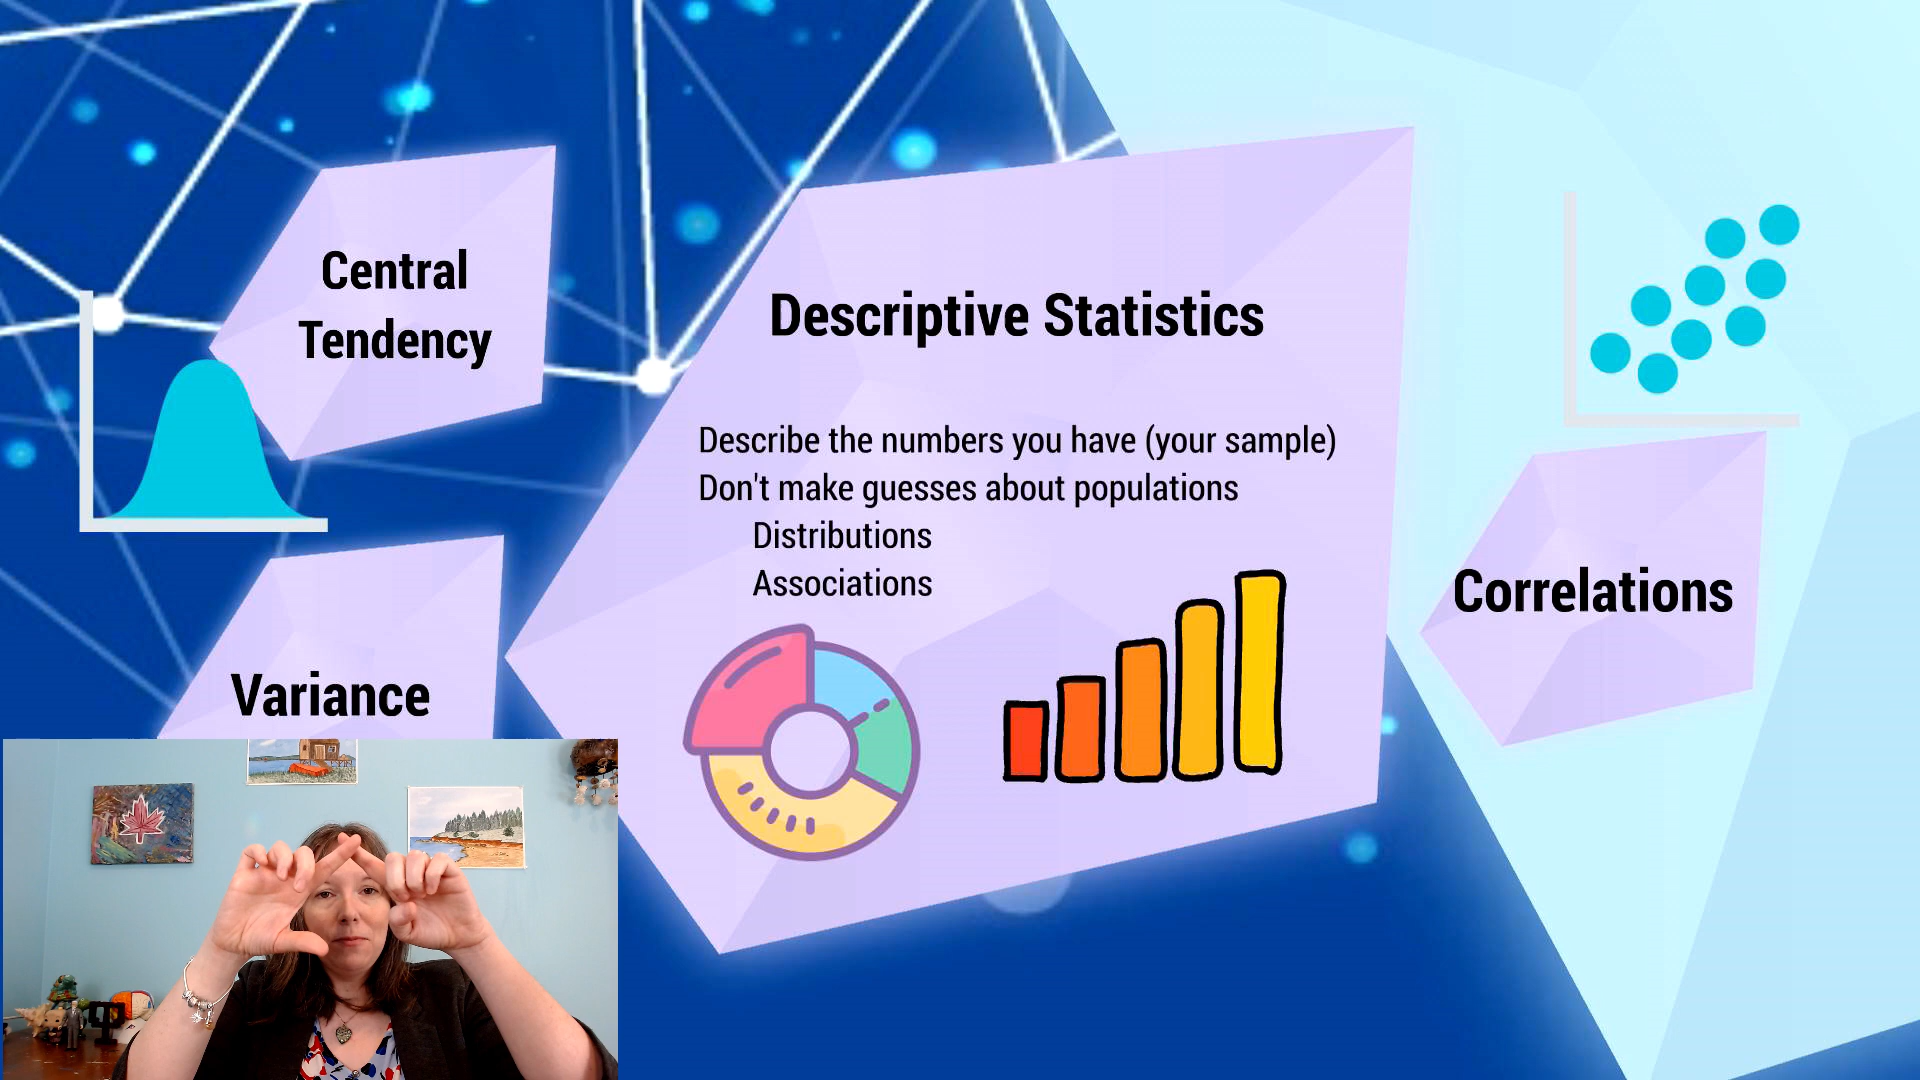 Central
Tendency
Descriptive Statistics
Describe the numbers you have (your sample)
Don't make guesses about populations
Distributions
Associations
Correlations
Variance